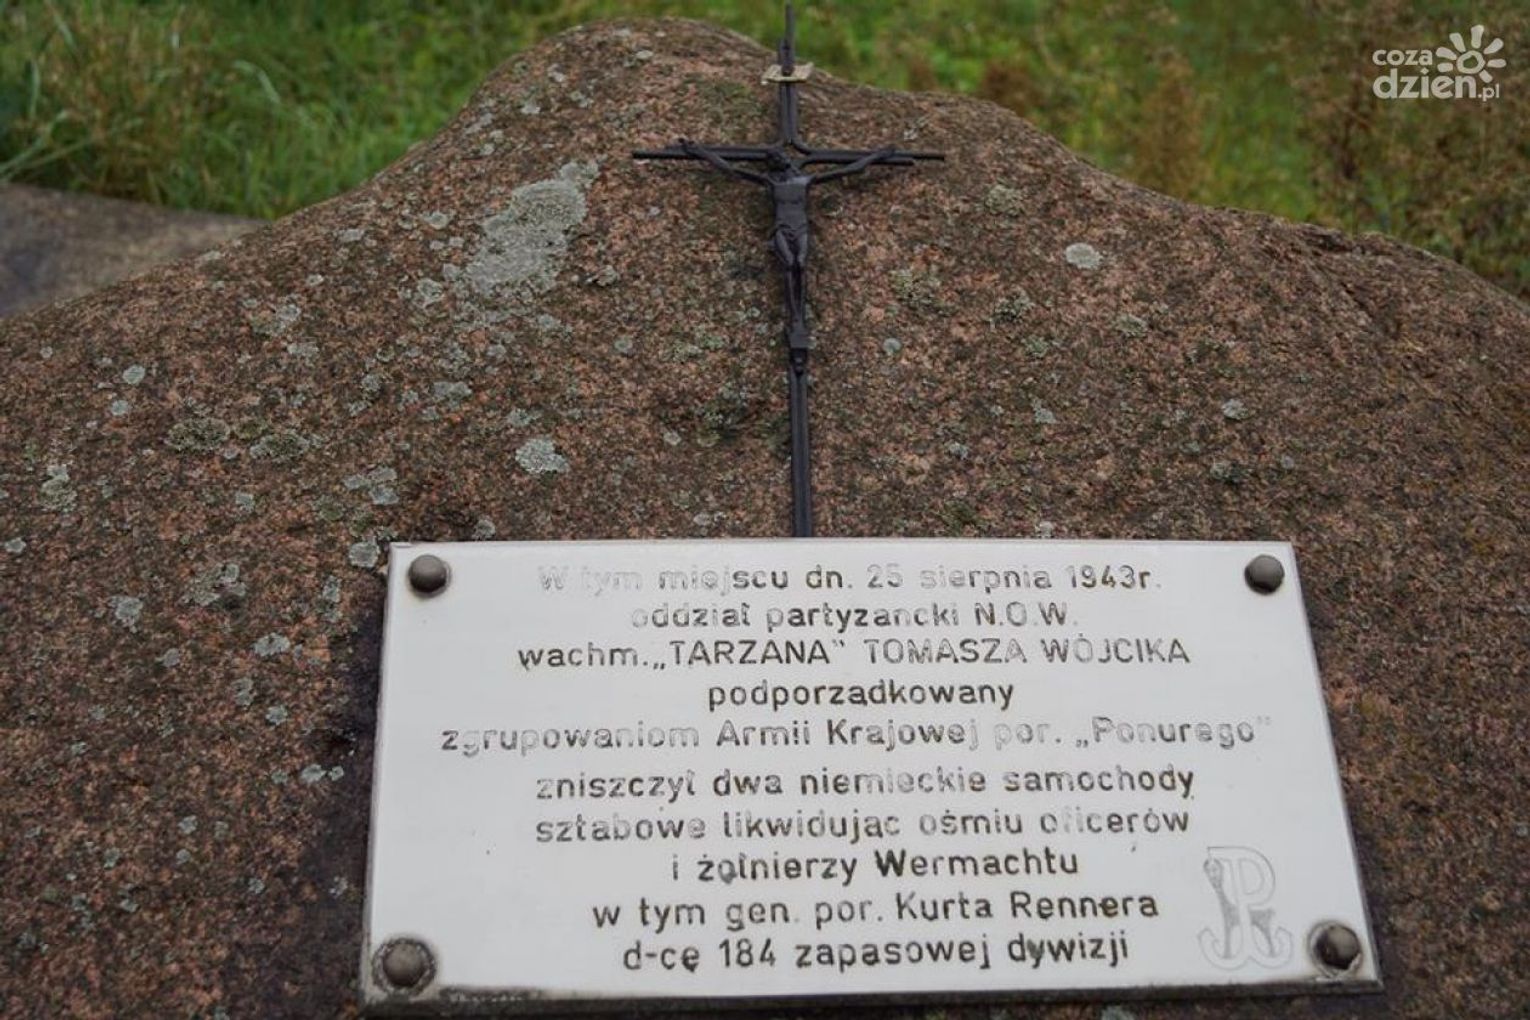 coza
dzien.pl
W tym miejscu dn. 25 sierpnia 1943r.
oddział partyzancki N.O.W.
wachm. „TARZANA” TOMASZA WÓJCIKA
podporządkowany
zgrupowaniom Armii Krajowej por. „Ponurego”
zniszczył dwa niemieckie samochody
sztabowe likwidując ośmiu oficerów
i żołnierzy Wermachtu
w tym gen. por. Kurta Rennera
d-cę 184 zapasowej dywizji